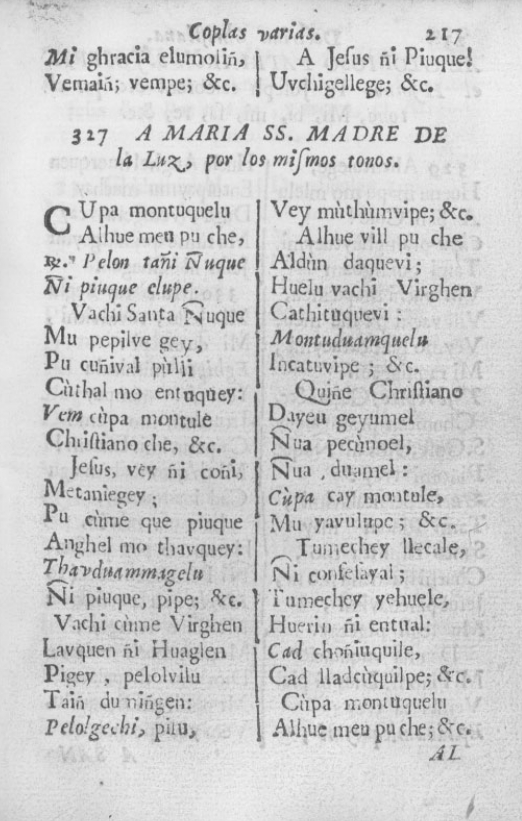 Coplas varias. 217
Mi ghracia elumoliñ,
Vemaiñ; vempe; &c.
A Jeſus ñi Piuque!
Uvchigellege; &c.
327 A MARIA SS. MADRE DE
la Luz, por los miſmos tonos.
CUpa montuquelu
Alhue meu pu che,
℞. Pelon tañi Ñuque
Ñi piuque elupe.
Vachi Santa Ñuque
Mu pepilve gey,
Pu cuñival pùlli
Cùthal mo entuquey:
Vem cùpa montule
Chriſtiano che, &c.
Jeſus, vey ñi coñi,
Metaniegey;
Pu cùme que piuque
Anghel mo thavquey:
Thavduammagelu
Ñi piuque, pipe; &c.
Vachi cùme Virghen
Lavquen ñi Huaglen
Pigey, pelolvilu
Taiñ duniñgen:
Pelolgechi, pitu,
Vey mùthùmvipe; &c.
Alhue vill pu che
Aldùn daquevi;
Huelu vachi Virghen
Cathituquevi:
Montuduamquelu
Incatuvipe; &c.
Quiñe Chriſtiano
Dayeu geyumel
Ñua pecùnoel,
Ñua duamel:
Cùpa cay montule,
Mu yavulupe; &c.
Tumechey llecale,
Ñi confeſayai;
Tumechey yehuele,
Huerin ñi entual:
Cad choñiuquile,
Cad lladcùquilpe; &c.
Cùpa montuquelu
Alhue meu pu che; &c.
AL